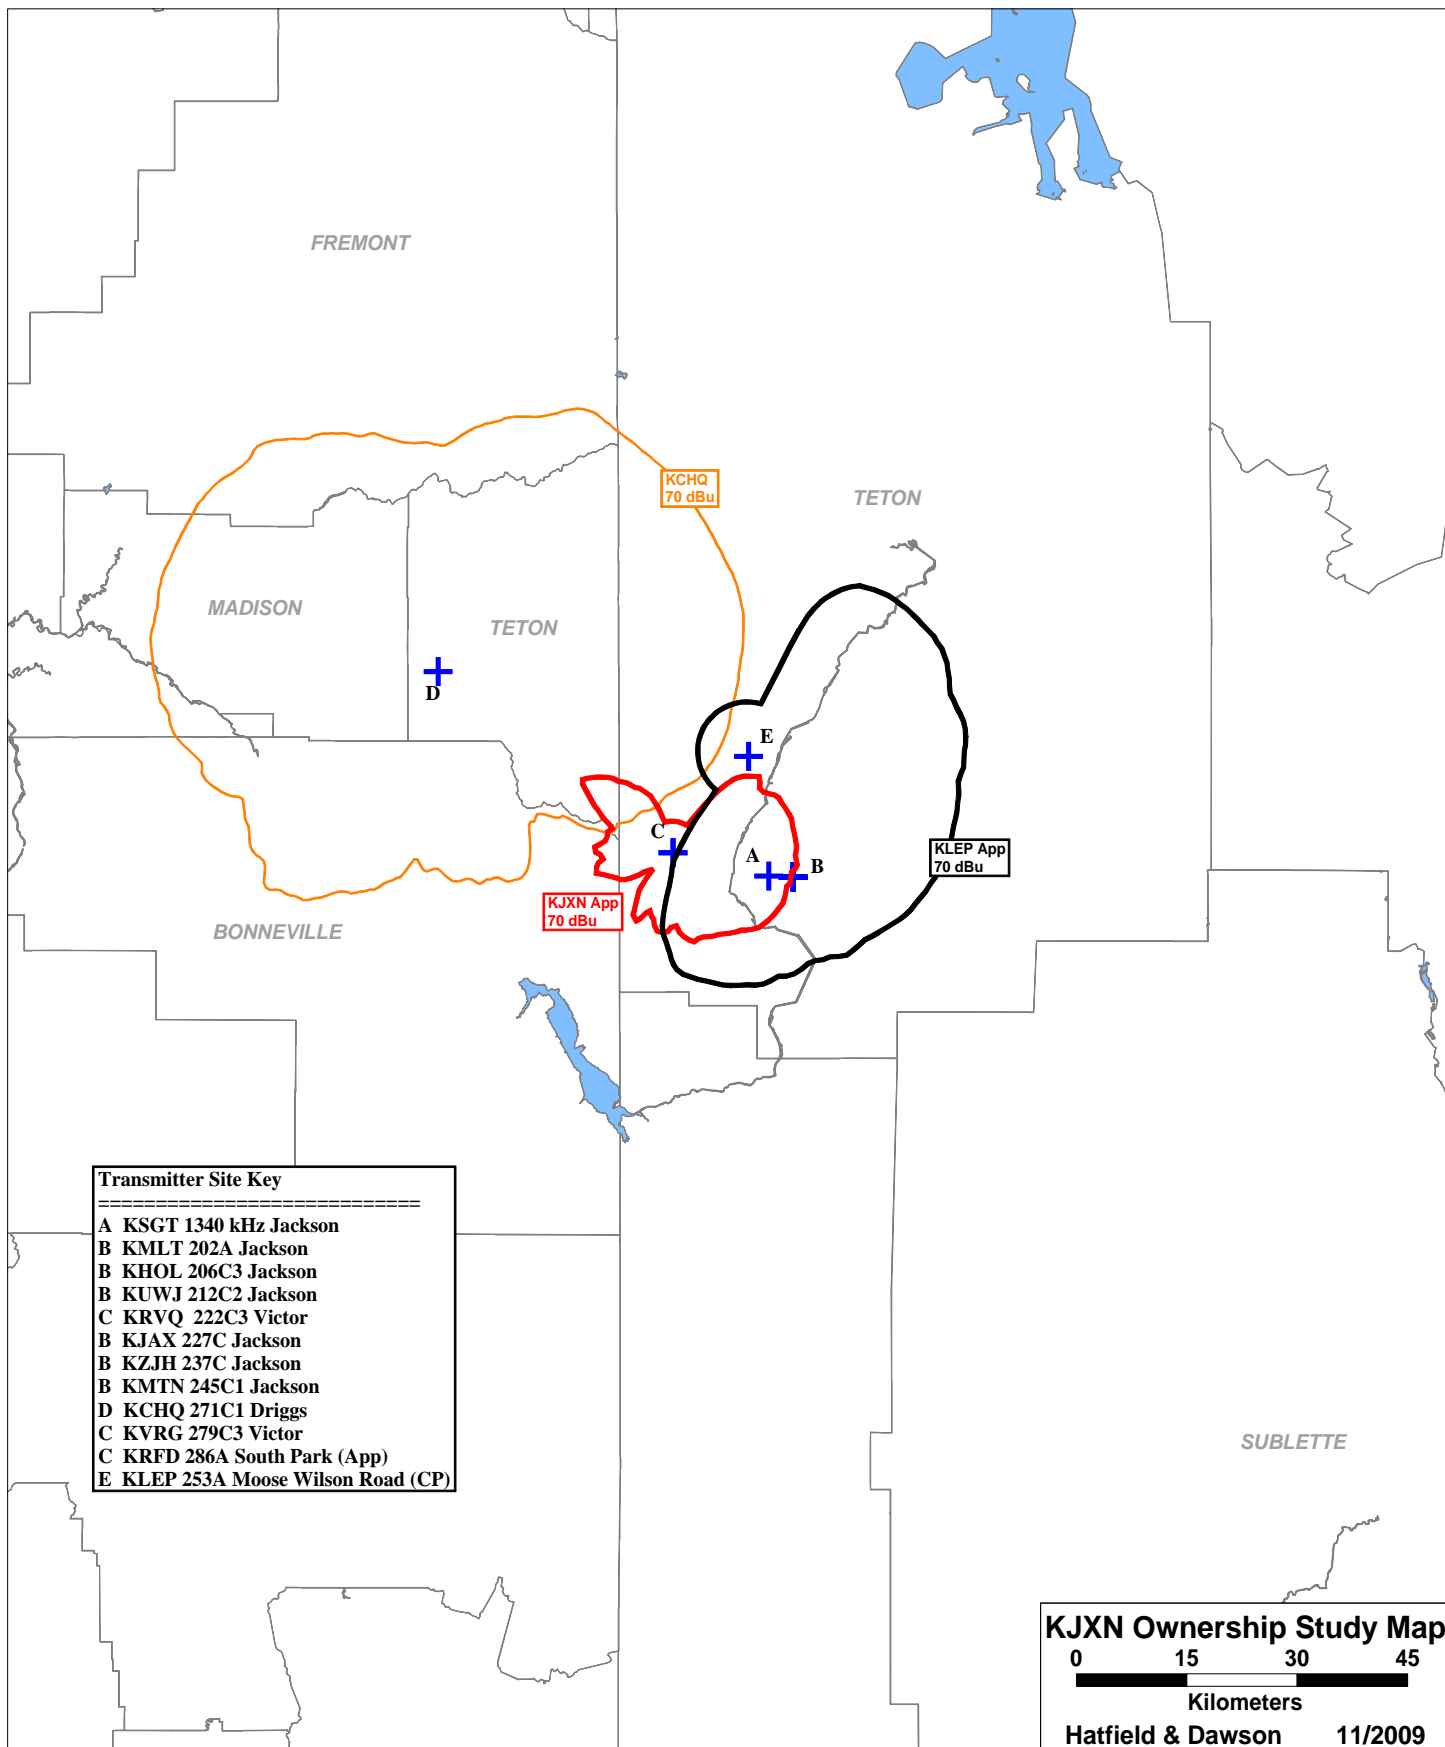 FREMONT
KCHQ
70 dBu
TETON
MADISON
TETON
D
E
C
A
B
KLEP App
70 dBu
KJXN App
70 dBu
BONNEVILLE
Transmitter Site Key
============================
A KSGT 1340 kHz Jackson
B KMLT 202A Jackson
B KHOL 206C3 Jackson
B KUWJ 212C2 Jackson
C KRVQ 222C3 Victor
B KJAX 227C Jackson
B KZJH 237C Jackson
B KMTN 245C1 Jackson
D KCHQ 271C1 Driggs
C KVRG 279C3 Victor
C KRFD 286A South Park (App)
E KLEP 253A Moose Wilson Road (CP)
SUBLETTE
KJXN Ownership Study Map
0 15 30 45
Kilometers
Hatfield & Dawson 11/2009